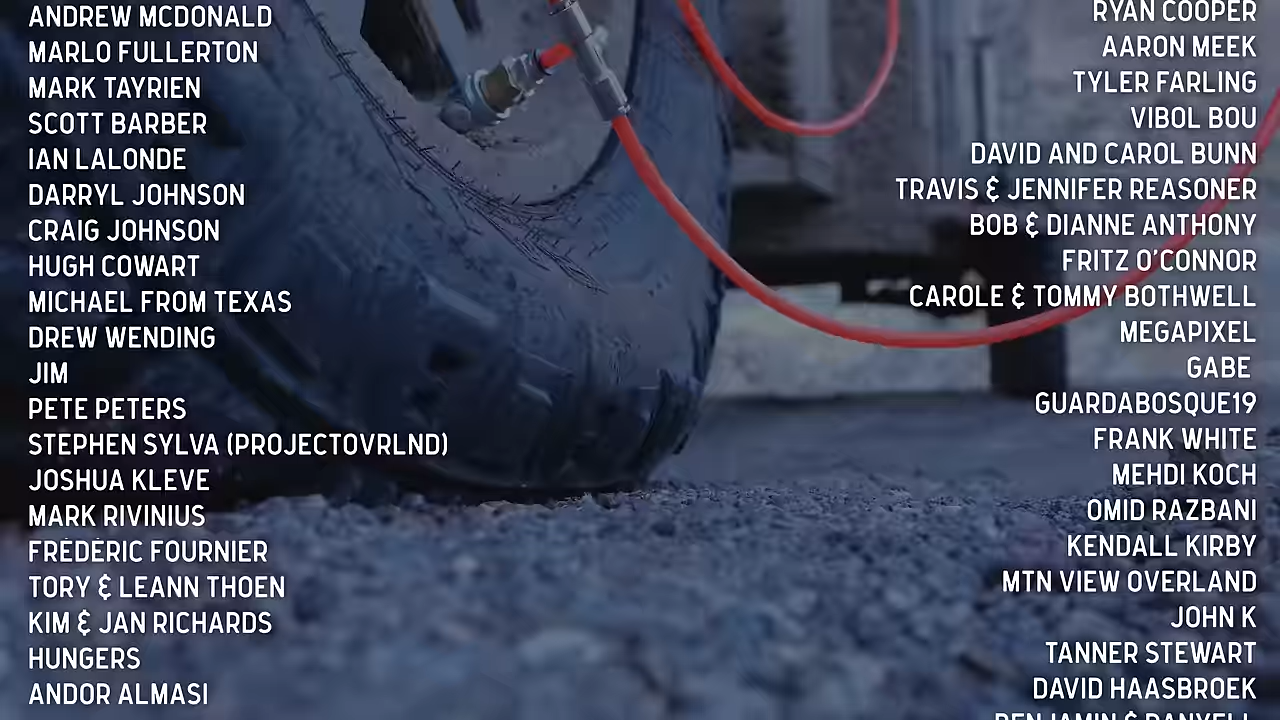 ANDREW MCDONALD
MARLO FULLERTON
MARK TAYRIEN
SCOTT BARBER
IAN LALONDE
DARRYL JOHNSON
CRAIG JOHNSON
HUGH COWART
MICHAEL FROM TEXAS
DREW WENDING
JIM
PETE PETERS
STEPHEN SYLVA (PROJECTOVRLND)
JOSHUA KLEVE
MARK RIVINIUS
FRÉDÉRIC FOURNIER
TORY & LEANN THOEN
KIM & JAN RICHARDS
HUNGERS
ANDOR ALMASI
RYAN COOPER
AARON MEEK
TYLER FARLING
VIBOL BOU
DAVID AND CAROL BUNN
TRAVIS & JENNIFER REASONER
BOB & DIANNE ANTHONY
FRITZ O'CONNOR
CAROLE & TOMMY BOTHWELL
MEGAPIXEL
GABE
GUARDABOSQUE19
FRANK WHITE
MEHDI KOCH
OMID RAZBANI
KENDALL KIRBY
MTN VIEW OVERLAND
JOHN K
TANNER STEWART
DAVID HAASBROEK
BENJAMIN & DANYELL